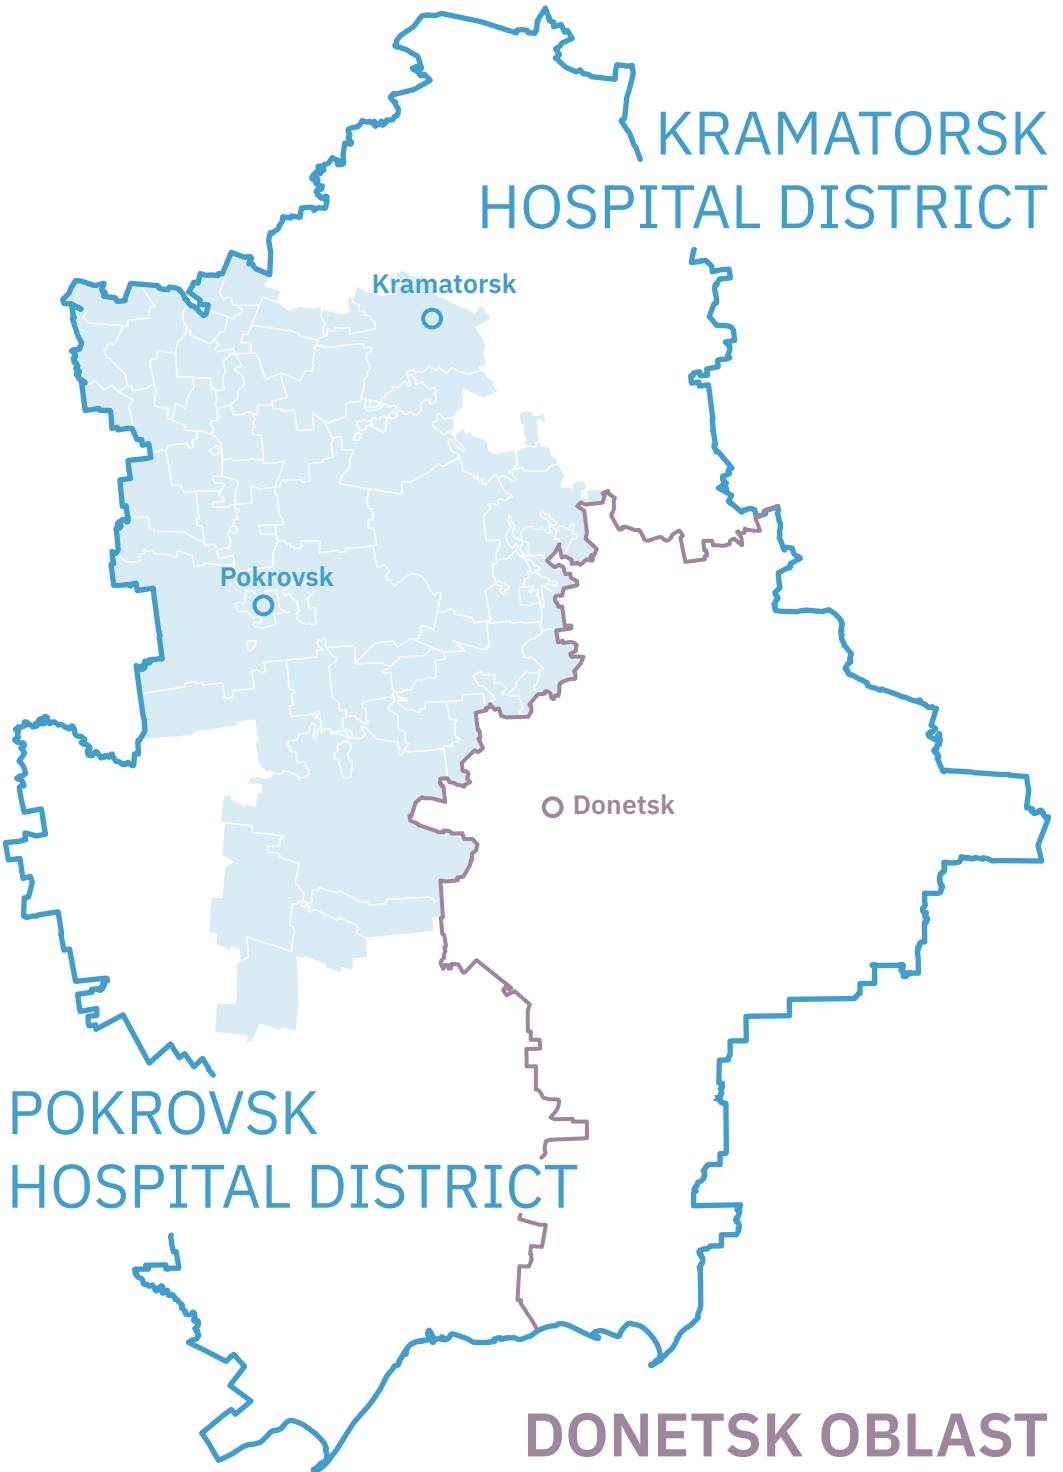 KRAMATORSK
HOSPITAL DISTRICT
Kramatorsk
Pokrovsk
Donetsk
POKROVSK
HOSPITAL DISTRICT
DONETSK OBLAST